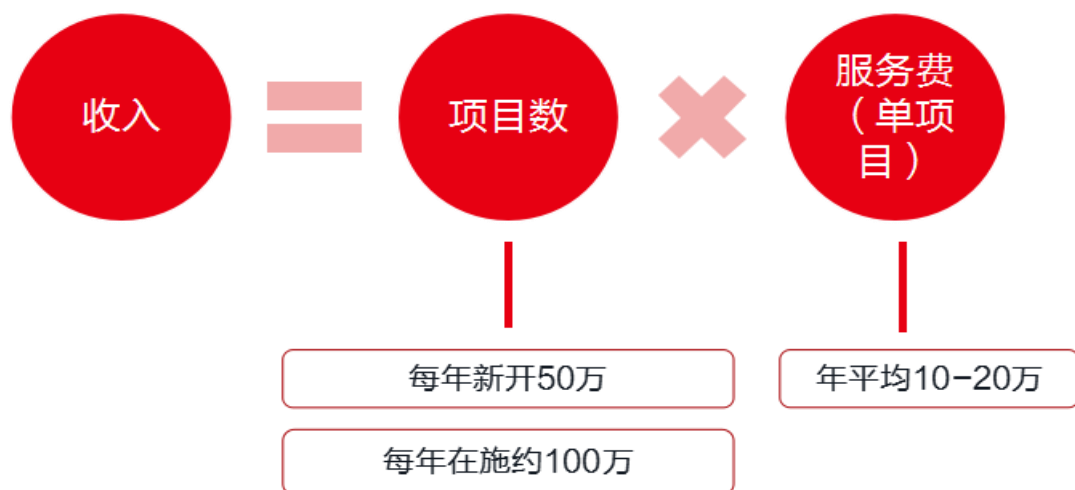 收入
项目数
服务费
（单项
目）
每年新开50万
年平均10-20万
每年在施约100万